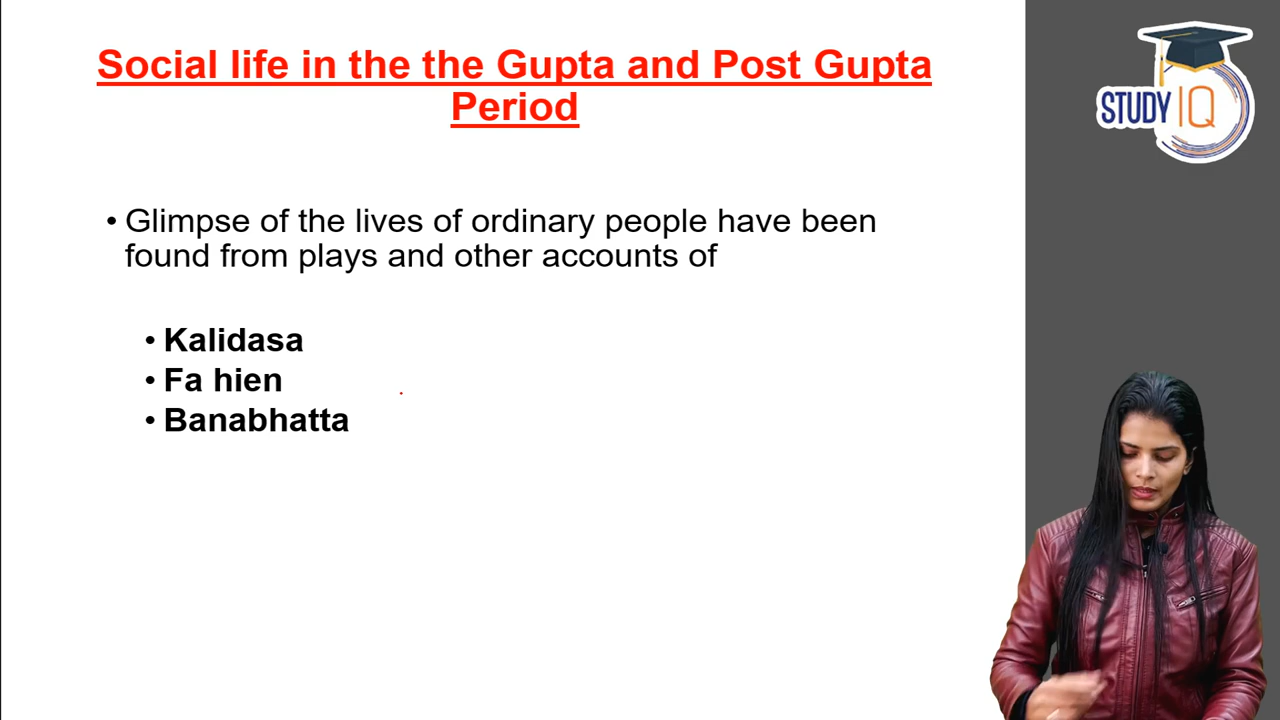 Social life in the the Gupta and Post Gupta
Period
• Glimpse of the lives of ordinary people have been
found from plays and other accounts of
• Kalidasa
• Fa hien
• Banabhatta
STUDY IQ